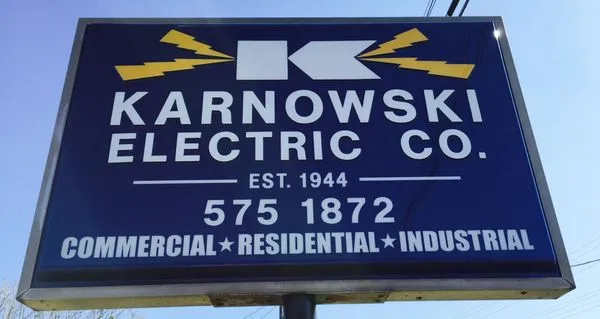 K
KARNOWSKI
ELECTRIC CO.
EST. 1944
575 1872
COMMERCIAL★RESIDENTIAL★INDUSTRIAL